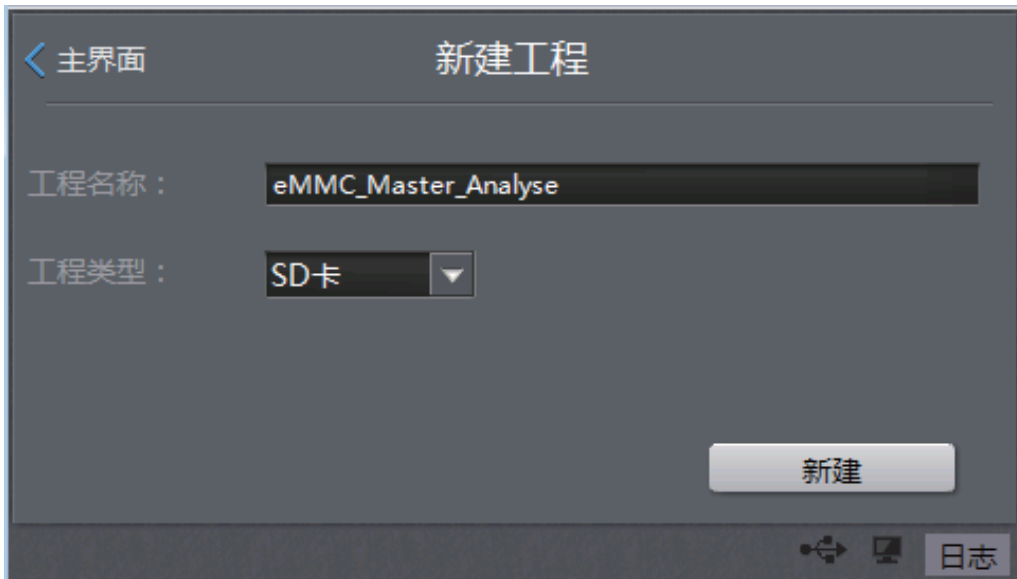 主界面
新建工程
工程名称：
eMMC_Master_Analyse
工程类型：
SD卡
新建
日志